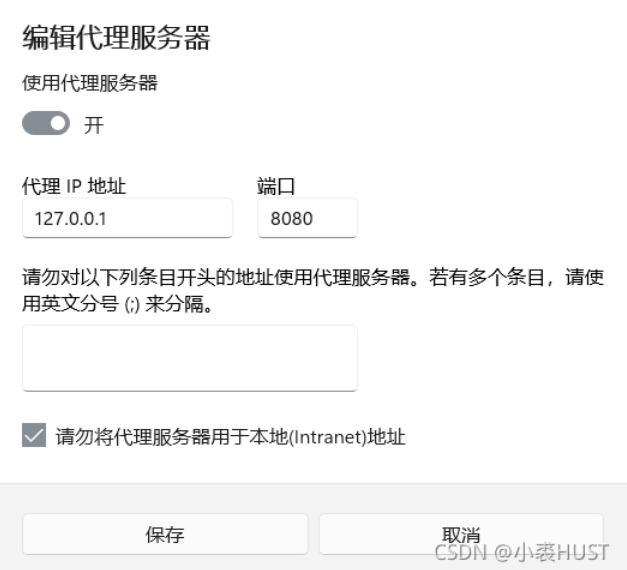 编辑代理服务器
使用代理服务器
开
代理 IP 地址 端口
127.0.0.1 8080
请勿对以下列条目开头的地址使用代理服务器。若有多个条目，请使
用英文分号 (;) 来分隔。
请勿将代理服务器用于本地(Intranet)地址
保存 取消
CSDN @小裘HUST